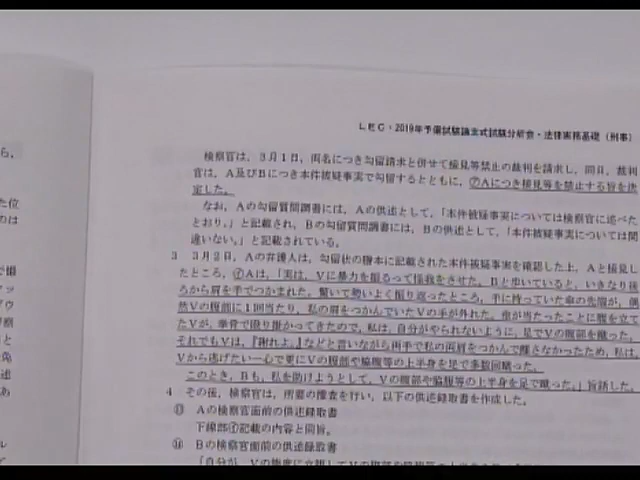 ら,
ＬＥＣ・2019年予備試験論文式試験分析会・法律実務基礎（刑事）
検察官は，３月１日，両名につき勾留請求と併せて接見等禁止の裁判を請求し，同日，裁判
官は，Ａ及びＢにつき本件被疑事実で勾留するとともに，㋐Ａにつき接見等を禁止する旨を決
定した。
なお，Ａの勾留質問調書には，Ａの供述として，「本件被疑事実については検察官に述べた
とおり。」と記載され，Ｂの勾留質問調書には，Ｂの供述として，「本件被疑事実については間
違いない。」と記載されている。
３　３月２日，Ａの弁護人は，勾留状の謄本に記載された本件被疑事実を確認した上，Ａと接見し
たところ，㋑Ａは，「実は，Ｖに暴力を振るって怪我をさせた。Ｂと歩いていると，いきなり後
ろから肩を手でつかまれた。驚いて勢いよく振り返ったところ，手に持っていた傘の先端が，偶
然Ｖの腹部に１回当たり，私の肩をつかんでいたＶの手が外れた。傘が当たったことに腹を立て
たＶが，拳骨で殴り掛かってきたので，私は，自分がやられないように，足でＶの腹部を蹴った。
それでもＶは，『謝れよ。』などと言いながら両手で私の両肩をつかんで離さなかったため，私は，
Ｖから逃げたい一心で更にＶの腹部や脇腹等の上半身を足で多数回蹴った。
このとき，Ｂも，私を助けようとして，Ｖの腹部や脇腹等の上半身を足で蹴った。」旨話した。
４　その後，検察官は，所要の捜査を行い，以下の供述録取書を作成した。
Ａの検察官面前の供述録取書
下線部㋑記載の内容と同旨。
Ｂの検察官面前の供述録取書